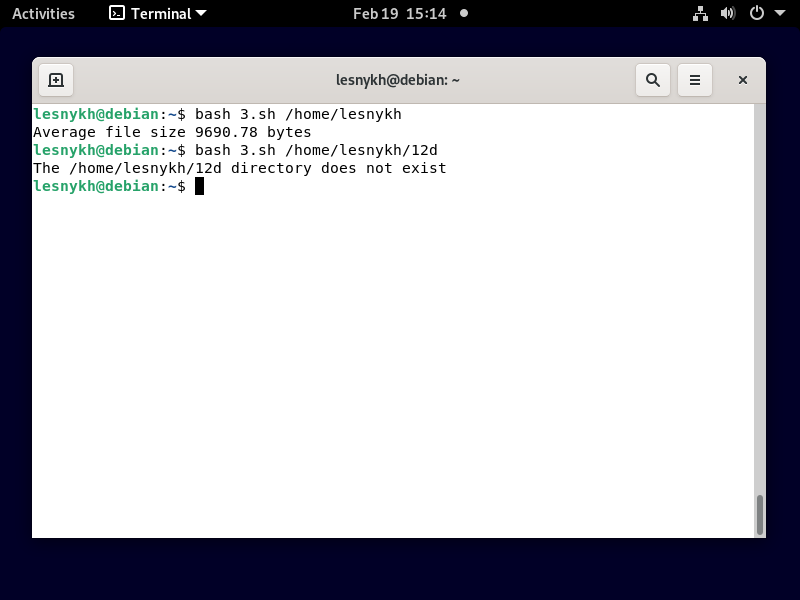 Activities Terminal Feb 19 15:14
lesnykh@debian: ~
lesnykh@debian:~$ bash 3.sh /home/lesnykh
Average file size 9690.78 bytes
lesnykh@debian:~$ bash 3.sh /home/lesnykh/12d
The /home/lesnykh/12d directory does not exist
lesnykh@debian:~$